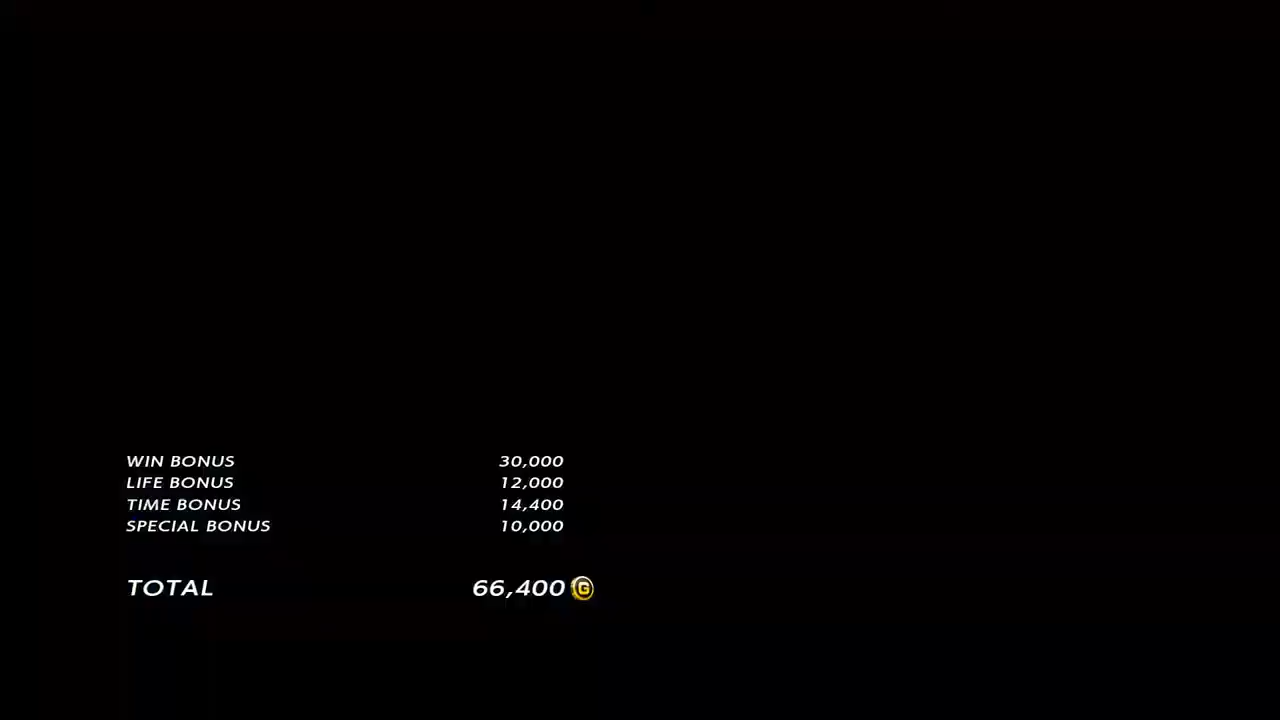 WIN BONUS 30,000
LIFE BONUS 12,000
TIME BONUS 14,400
SPECIAL BONUS 10,000
TOTAL 66,400 G